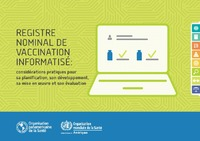 REGISTRE
NOMINAL DE
VACCINATION
INFORMATISÉ:
considérations pratiques pour
sa planification, son développement,
sa mise en œuvre et son évaluation
Organisation
panaméricaine
de la Santé
Organisation
mondiale de la Santé
Amériques